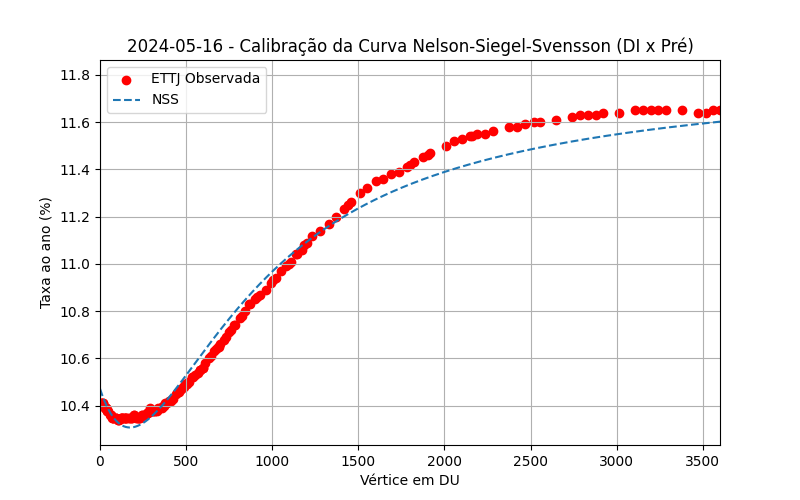 2024-05-16 - Calibração da Curva Nelson-Siegel-Svensson (DI x Pré)
ETTJ Observada
NSS
Taxa ao ano (%)
11.8
11.6
11.4
11.2
11.0
10.8
10.6
10.4
0 500 1000 1500 2000 2500 3000 3500
Vértice em DU